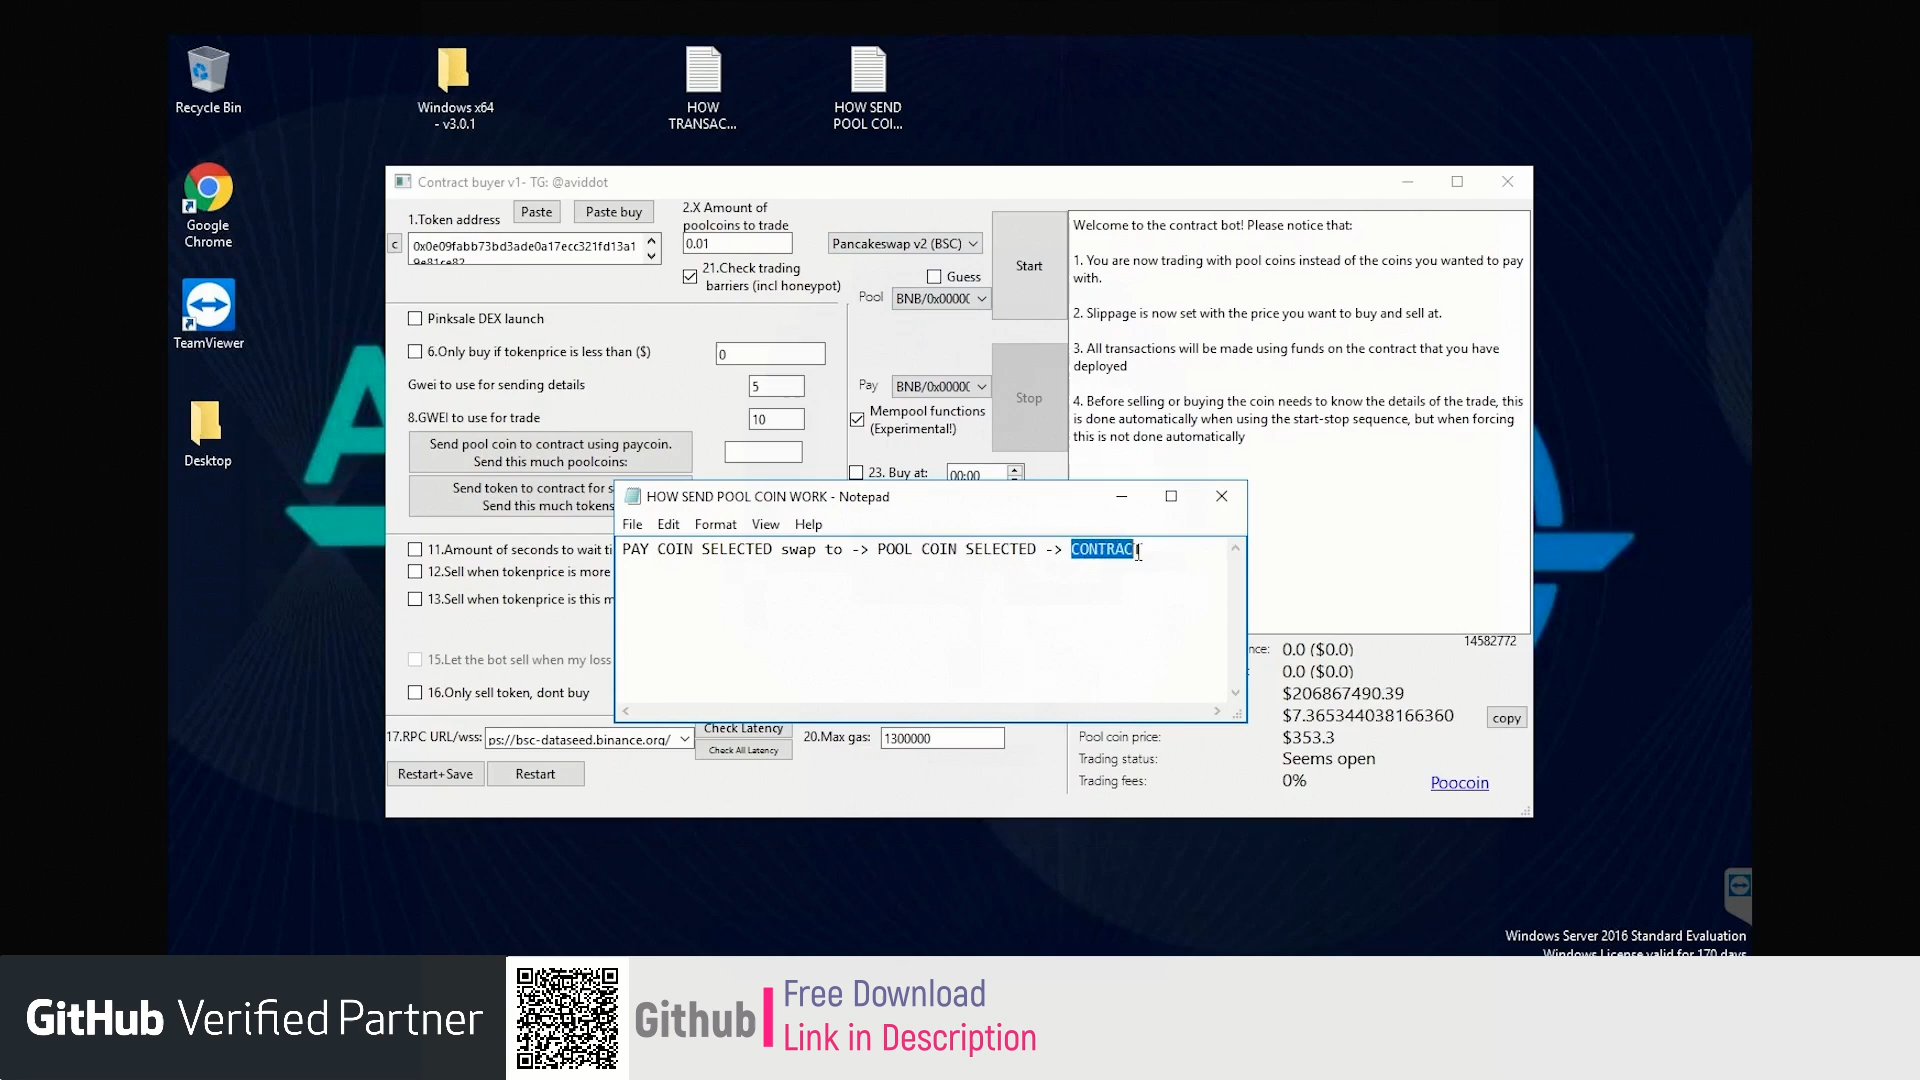 Recycle Bin
Windows x64
- v3.0.1
HOW
TRANSAC...
HOW SEND
POOL COI...
Google
Chrome
TeamViewer
Desktop
Contract buyer v1- TG: @aviddot
1.Token address
Paste
Paste buy
2.X Amount of
poolcoins to trade
c
0x0e09fabb73bd3ade0a17ecc321fd13a1
9e81ce82
0.01
Pancakeswap v2 (BSC)
21.Check trading
barriers (incl honeypot)
Guess
Pool
BNB/0x0000
Start
Pinksale DEX launch
6.Only buy if tokenprice is less than ($)
0
Gwei to use for sending details
5
Pay
BNB/0x0000
Stop
8.GWEI to use for trade
10
Mempool functions
(Experimental!)
Send pool coin to contract using paycoin.
Send this much poolcoins:
23. Buy at:
00:00
Send token to contract for s
Send this much tokens
11.Amount of seconds to wait ti
12.Sell when tokenprice is more
13.Sell when tokenprice is this m
15.Let the bot sell when my loss
16.Only sell token, dont buy
17.RPC URL/wss:
ps://bsc-dataseed.binance.org/
Check Latency
Check All Latency
20.Max gas:
1300000
Restart+Save
Restart
Welcome to the contract bot! Please notice that:
1. You are now trading with pool coins instead of the coins you wanted to pay
with.
2. Slippage is now set with the price you want to buy and sell at.
3. All transactions will be made using funds on the contract that you have
deployed
4. Before selling or buying the coin needs to know the details of the trade, this
is done automatically when using the start-stop sequence, but when forcing
this is not done automatically
14582772
nce:
0.0 ($0.0)
0.0 ($0.0)
$206867490.39
$7.365344038166360
copy
Pool coin price:
$353.3
Trading status:
Seems open
Trading fees:
0%
Poocoin
HOW SEND POOL COIN WORK - Notepad
File Edit Format View Help
PAY COIN SELECTED swap to -> POOL COIN SELECTED -> CONTRAC
Windows Server 2016 Standard Evaluation
Windows License valid for 170 days
GitHub Verified Partner
Github
Free Download
Link in Description